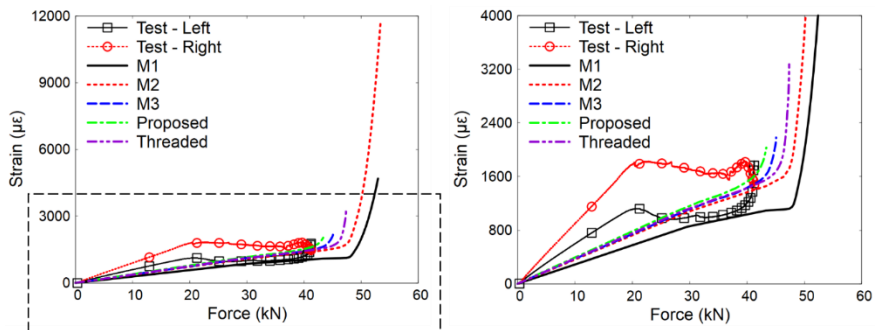 12000
9000
6000
3000
0
Strain (µε)
0
10
20
30
40
50
60
Force (kN)
Test - Left
Test - Right
M1
M2
M3
Proposed
Threaded
4000
3200
2400
1600
800
0
Strain (µε)
0
10
20
30
40
50
60
Force (kN)
Test - Left
Test - Right
M1
M2
M3
Proposed
Threaded